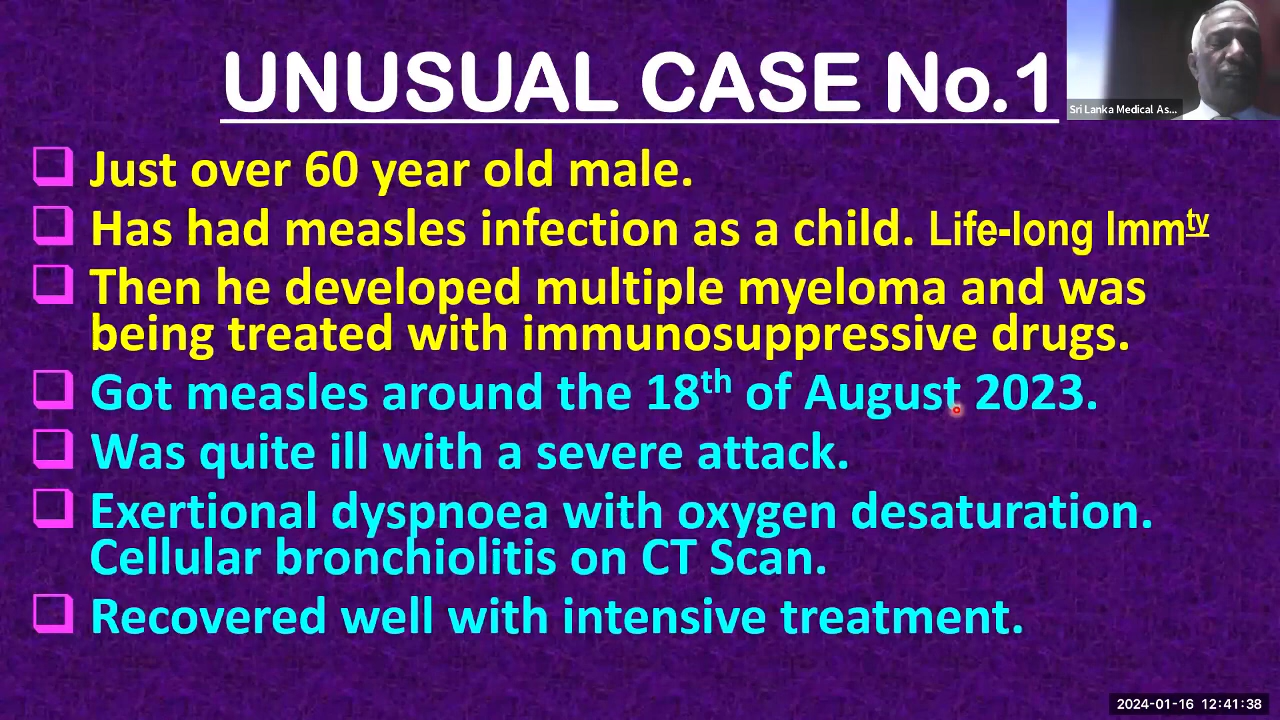 UNUSUAL CASE No.1
Sri Lanka Medical As...
Just over 60 year old male.
Has had measles infection as a child. Life-long Immty
Then he developed multiple myeloma and was
being treated with immunosuppressive drugs.
Got measles around the 18th of August 2023.
Was quite ill with a severe attack.
Exertional dyspnoea with oxygen desaturation.
Cellular bronchiolitis on CT Scan.
Recovered well with intensive treatment.
2024-01-16 12:41:38